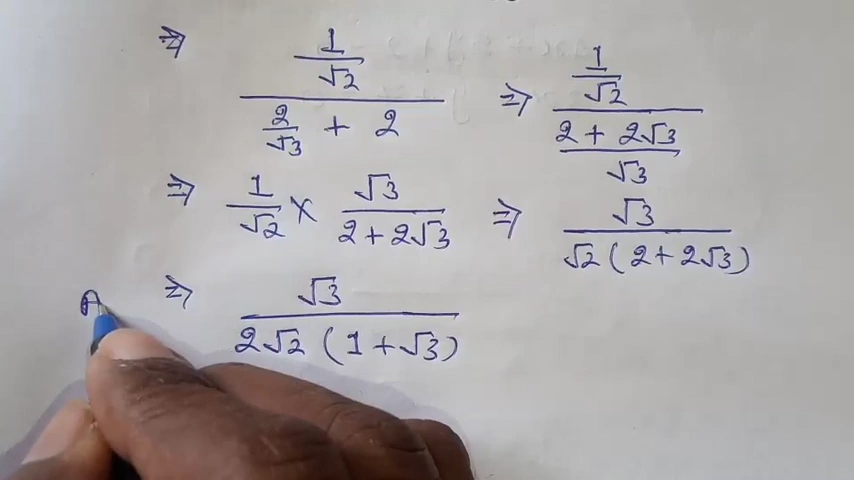 ⇒ (1/√2)/(2/√3 + 2) ⇒ (1/√2)/((2 + 2√3)/√3)
⇒ 1/√2 × √3/(2 + 2√3) ⇒ √3/(√2 (2 + 2√3))
⇒ √3/(2√2 (1 + √3))